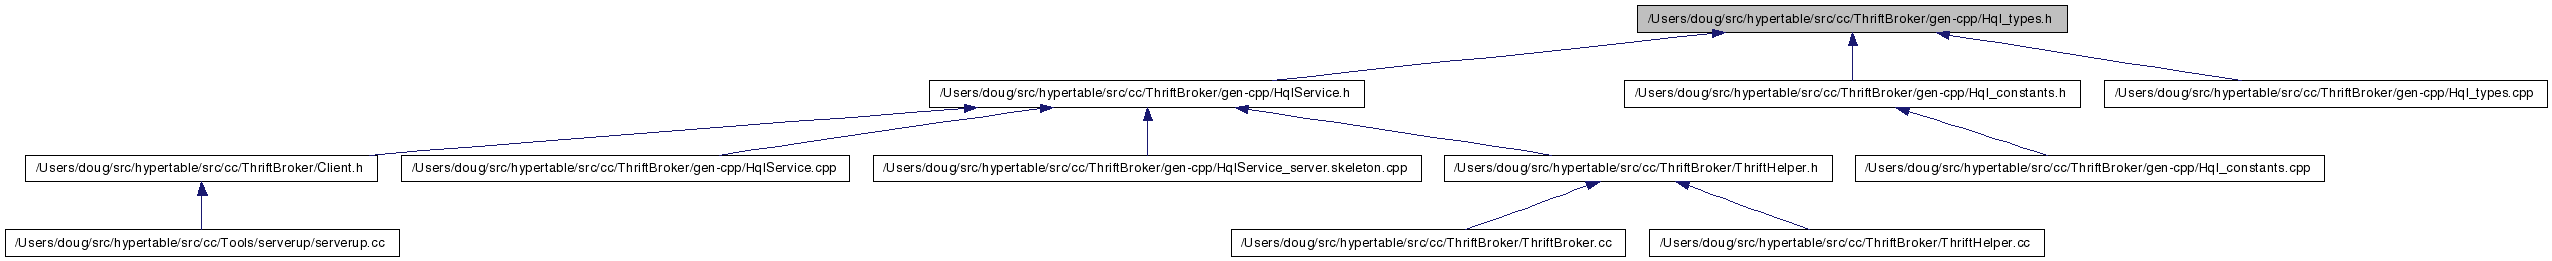 /Users/doug/src/hypertable/src/cc/ThriftBroker/gen-cpp/Hql_types.h
/Users/doug/src/hypertable/src/cc/ThriftBroker/gen-cpp/HqlService.h
/Users/doug/src/hypertable/src/cc/ThriftBroker/gen-cpp/Hql_constants.h
/Users/doug/src/hypertable/src/cc/ThriftBroker/gen-cpp/Hql_types.cpp
/Users/doug/src/hypertable/src/cc/ThriftBroker/Client.h
/Users/doug/src/hypertable/src/cc/ThriftBroker/gen-cpp/HqlService.cpp
/Users/doug/src/hypertable/src/cc/ThriftBroker/gen-cpp/HqlService_server.skeleton.cpp
/Users/doug/src/hypertable/src/cc/ThriftBroker/ThriftHelper.h
/Users/doug/src/hypertable/src/cc/ThriftBroker/gen-cpp/Hql_constants.cpp
/Users/doug/src/hypertable/src/cc/Tools/serverup/serverup.cc
/Users/doug/src/hypertable/src/cc/ThriftBroker/ThriftBroker.cc
/Users/doug/src/hypertable/src/cc/ThriftBroker/ThriftHelper.cc